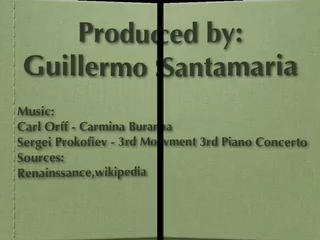 Produced by:
Guillermo Santamaria
Music:
Carl Orff - Carmina Burana
Sergei Prokofiev - 3rd Movment 3rd Piano Concerto
Sources:
Renainssance,wikipedia